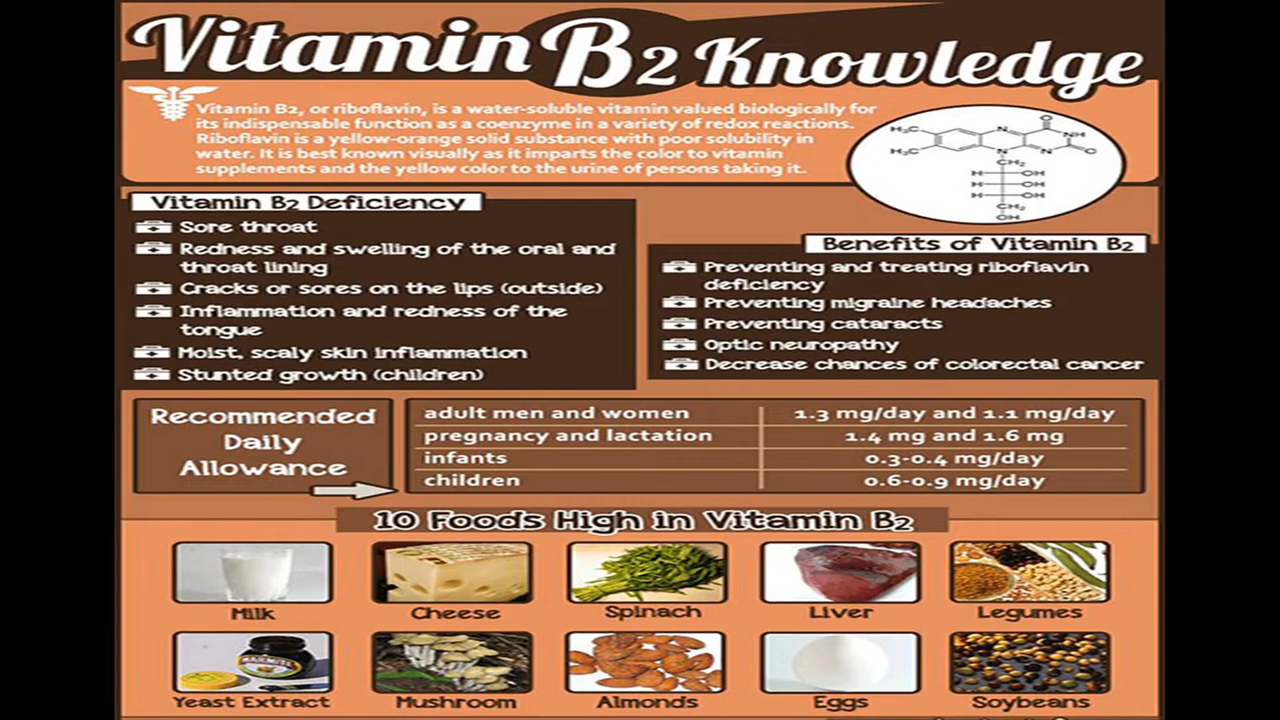 Vitamin B2 Knowledge
Vitamin B2, or riboflavin, is a water-soluble vitamin valued biologically for
its indispensable function as a coenzyme in a variety of redox reactions.
Riboflavin is a yellow-orange solid substance with poor solubility in
water. It is best known visually as it imparts the color to vitamin
supplements and the yellow color to the urine of persons taking it.
O
H3C
N
NH
H3C
N
N
O
CH2
H OH
H OH
H OH
CH2
OH
Vitamin B2 Deficiency
Sore throat
Redness and swelling of the oral and
throat lining
Cracks or sores on the lips (outside)
Inflammation and redness of the
tongue
Moist, scaly skin inflammation
Stunted growth (children)
Benefits of Vitamin B2
Preventing and treating riboflavin
deficiency
Preventing migraine headaches
Preventing cataracts
Optic neuropathy
Decrease chances of colorectal cancer
Recommended
Daily
Allowance
adult men and women 1.3 mg/day and 1.1 mg/day
pregnancy and lactation 1.4 mg and 1.6 mg
infants 0.3-0.4 mg/day
children 0.6-0.9 mg/day
10 Foods High in Vitamin B2
Milk Cheese Spinach Liver Legumes
MARMITE
Yeast Extract Mushroom Almonds Eggs Soybeans